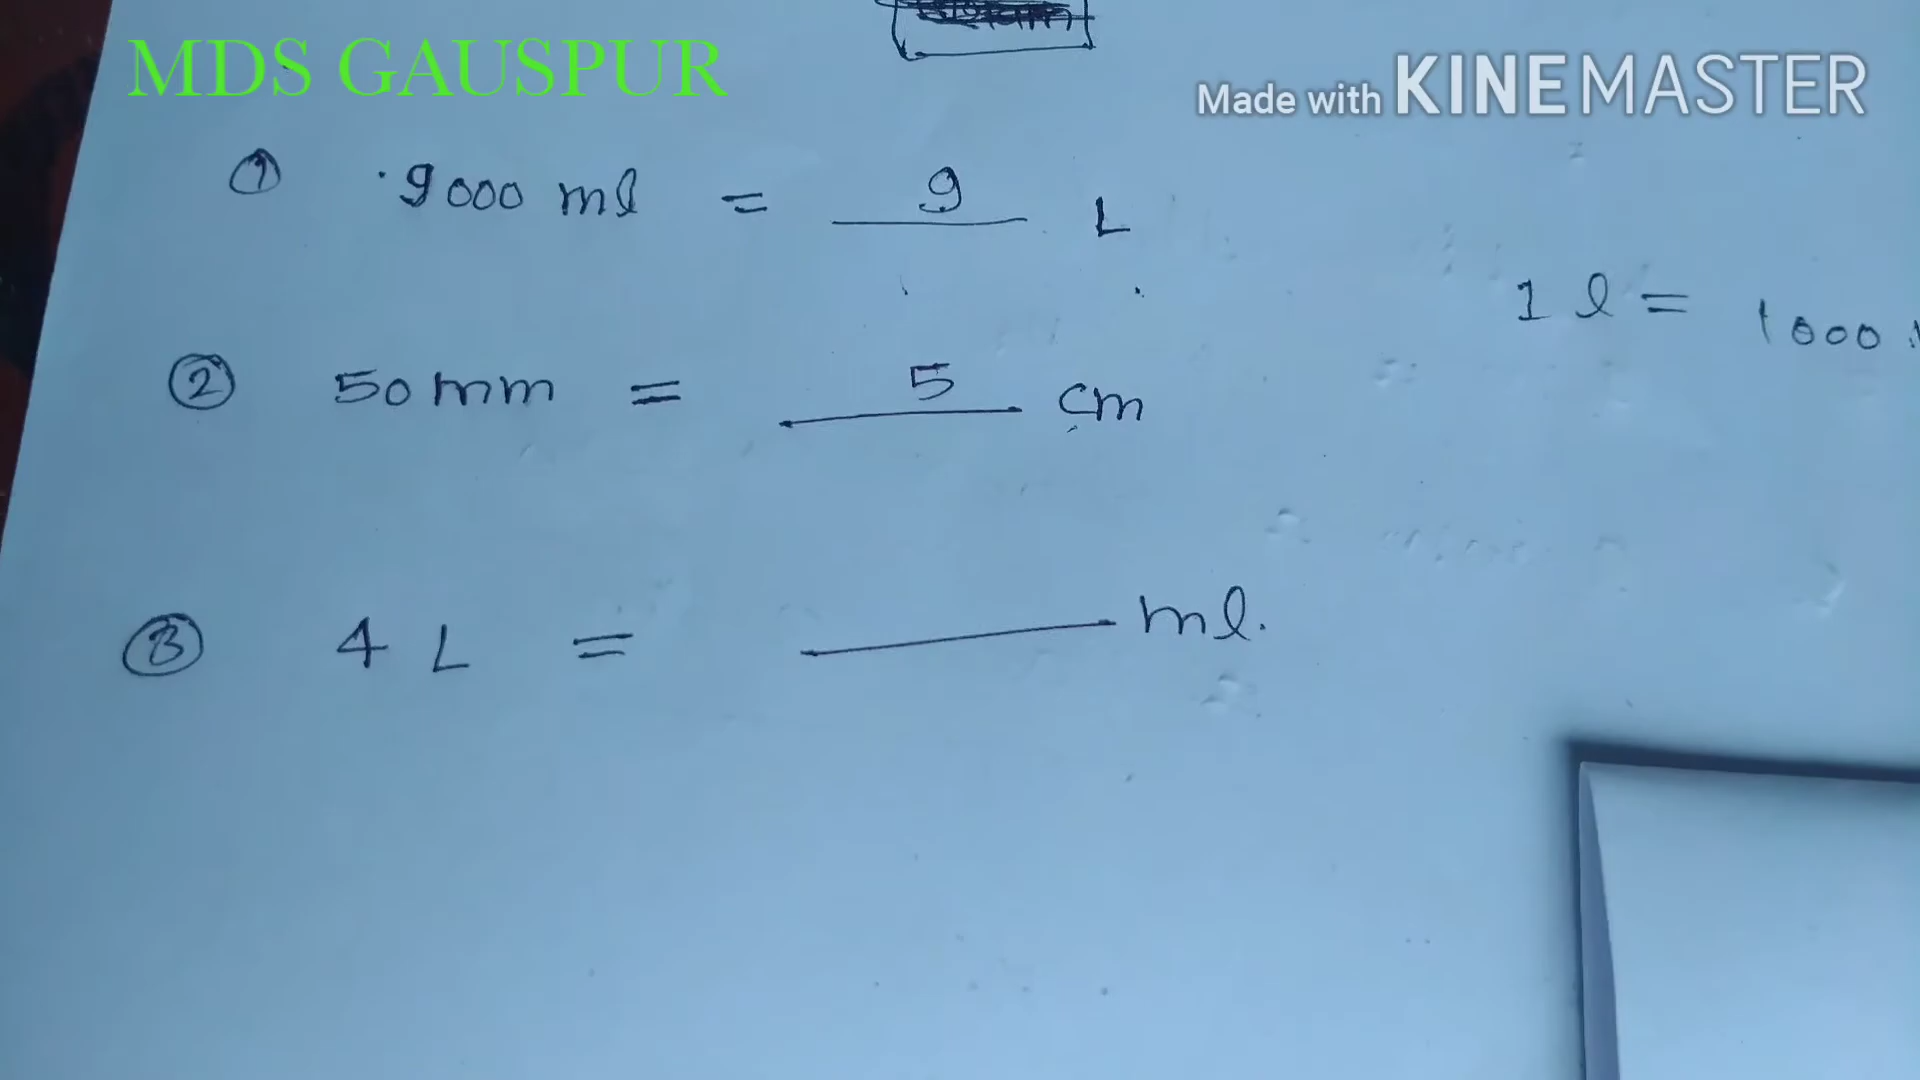 MDS GAUSPUR
Made with KINEMASTER
① 9000 ml = 9 L
1 l = 1000
② 50 mm = 5 cm
③ 4 L = ___ ml.